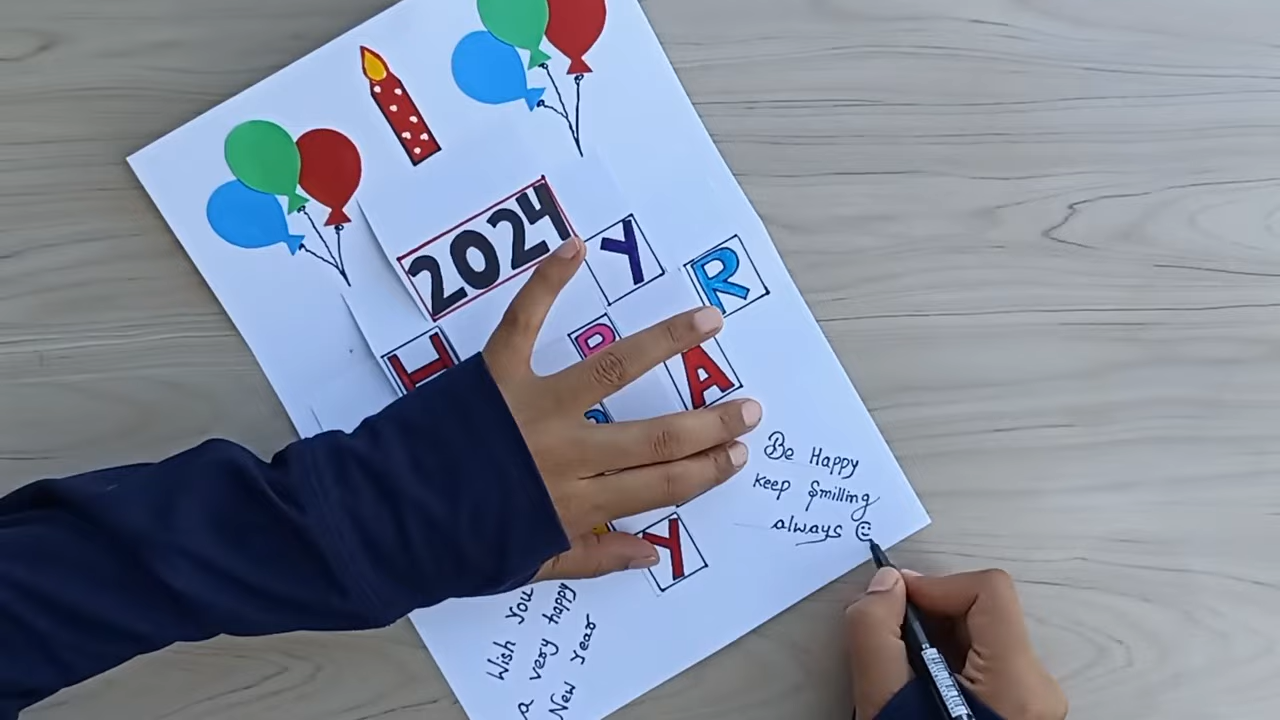 2024
H
P
Y
R
A
Y
Be Happy
keep Smilling
always
Wish you
a very happy
New Year